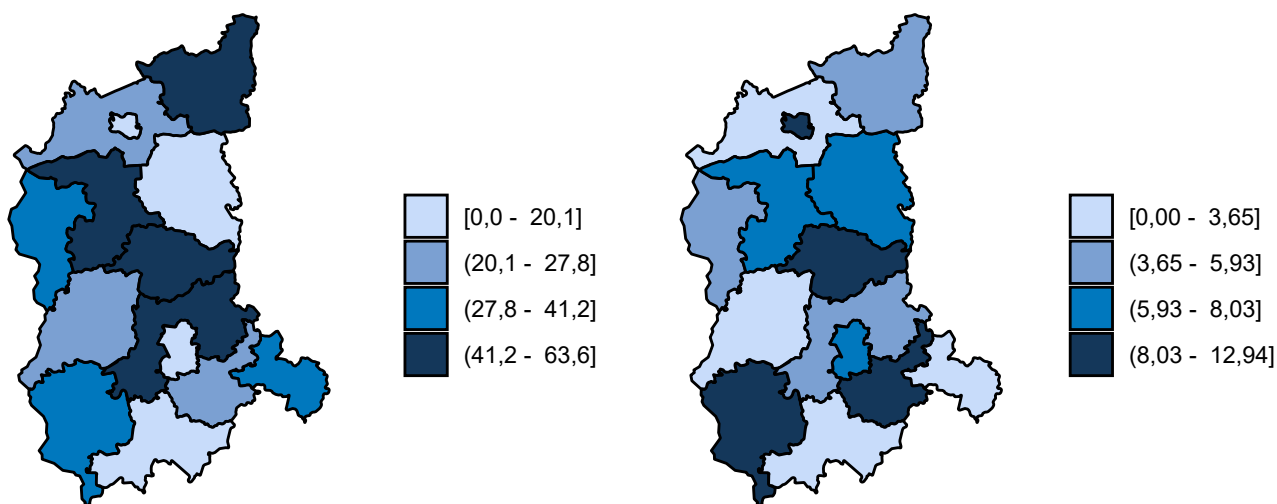 [0,0 - 20,1]
(20,1 - 27,8]
(27,8 - 41,2]
(41,2 - 63,6]
[0,00 - 3,65]
(3,65 - 5,93]
(5,93 - 8,03]
(8,03 - 12,94]